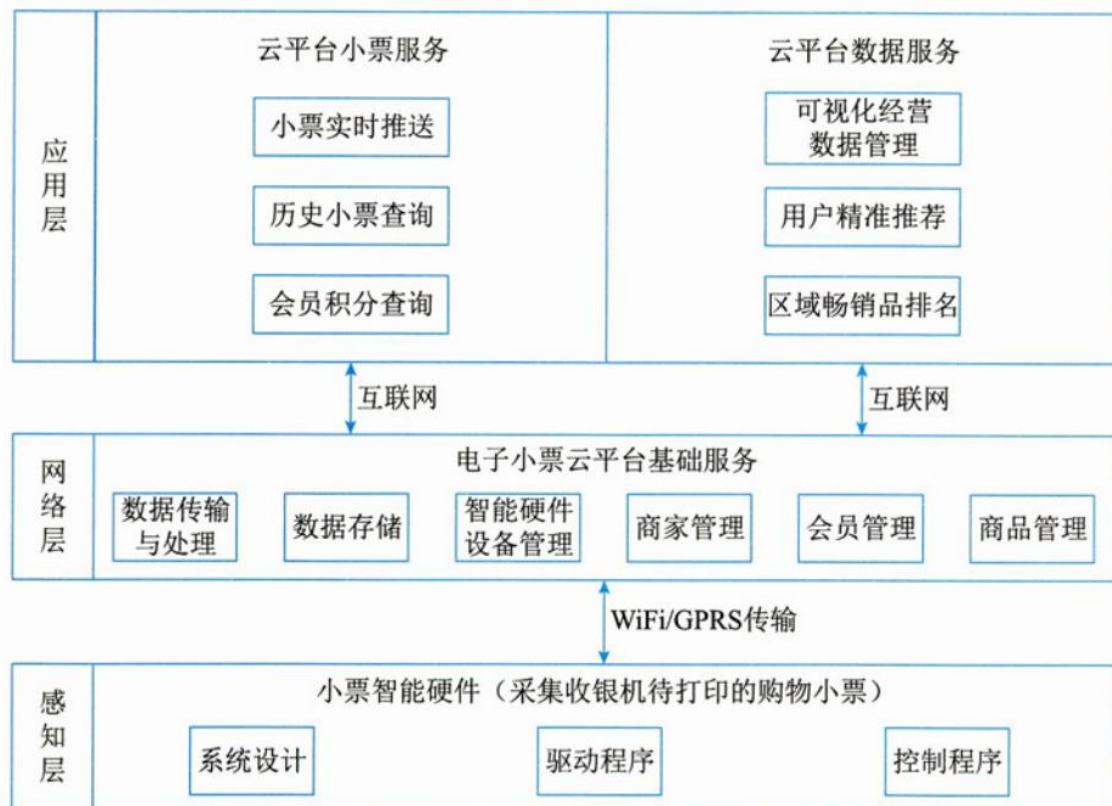 应用层
云平台小票服务
小票实时推送
历史小票查询
会员积分查询
云平台数据服务
可视化经营
数据管理
用户精准推荐
区域畅销品排名
互联网
互联网
网络层
电子小票云平台基础服务
数据传输
与处理
数据存储
智能硬件
设备管理
商家管理
会员管理
商品管理
WiFi/GPRS传输
感知层
小票智能硬件（采集收银机待打印的购物小票）
系统设计
驱动程序
控制程序